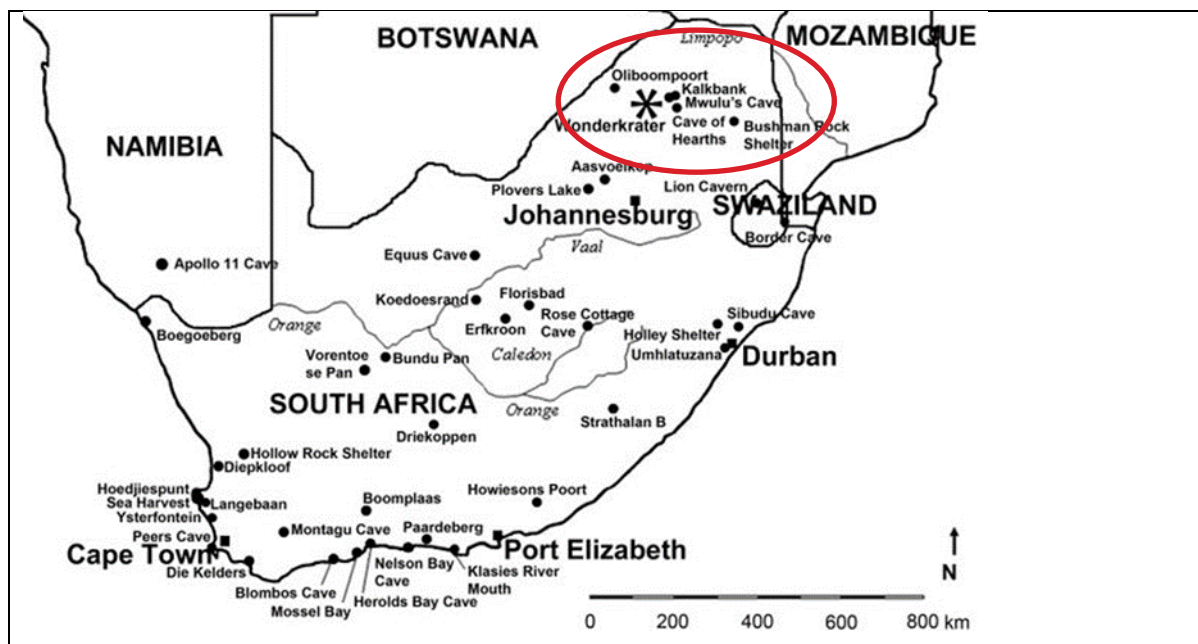 BOTSWANA
MOZAMBIQUE
Limpopo
Oliboompoort
Kalkbank
Mwulu's Cave
Wonderkrater
Cave of
Hearths
Bushman Rock
Shelter
NAMIBIA
Aasvoelkop
Plovers Lake
Lion Cavern
SWAZILAND
Johannesburg
Border Cave
Vaal
Equus Cave
Apollo 11 Cave
Koedoesrand
Florisbad
Erfkroon
Rose Cottage
Cave
Sibudu Cave
Holley Shelter
Umhlatuzana
Durban
Boegoeberg
Orange
Caledon
Vorentoe
se Pan
Bundu Pan
SOUTH AFRICA
Orange
Strathalan B
Driekoppen
Hollow Rock Shelter
Diepkloof
Hoedjiespunt
Sea Harvest
Langebaan
Ysterfontein
Peers Cave
Cape Town
Die Kelders
Boomplaas
Howiesons Poort
Montagu Cave
Paardeberg
Port Elizabeth
Nelson Bay
Cave
Klasies River
Mouth
Blombos Cave
Mossel Bay
Herolds Bay Cave
N
0 200 400 600 800 km